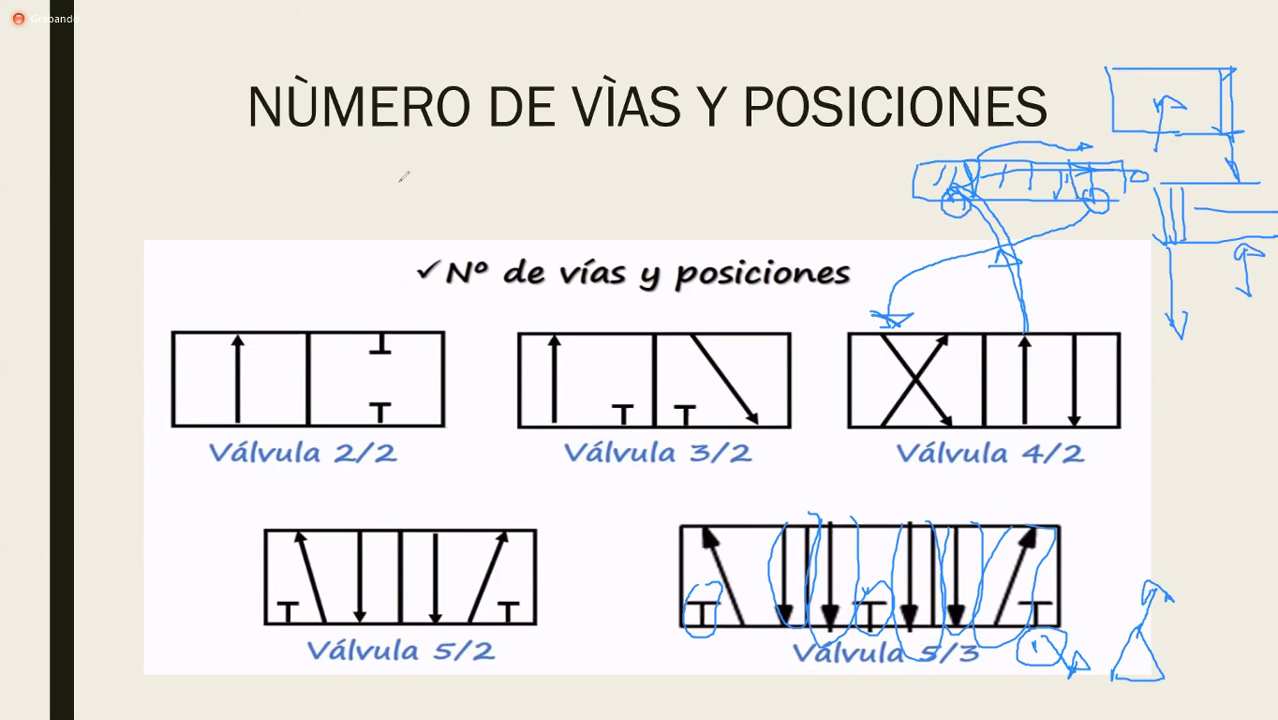 Grabando
NÙMERO DE VÌAS Y POSICIONES
✓Nº de vías y posiciones
Válvula 2/2
Válvula 3/2
Válvula 4/2
Válvula 5/2
Válvula 5/3